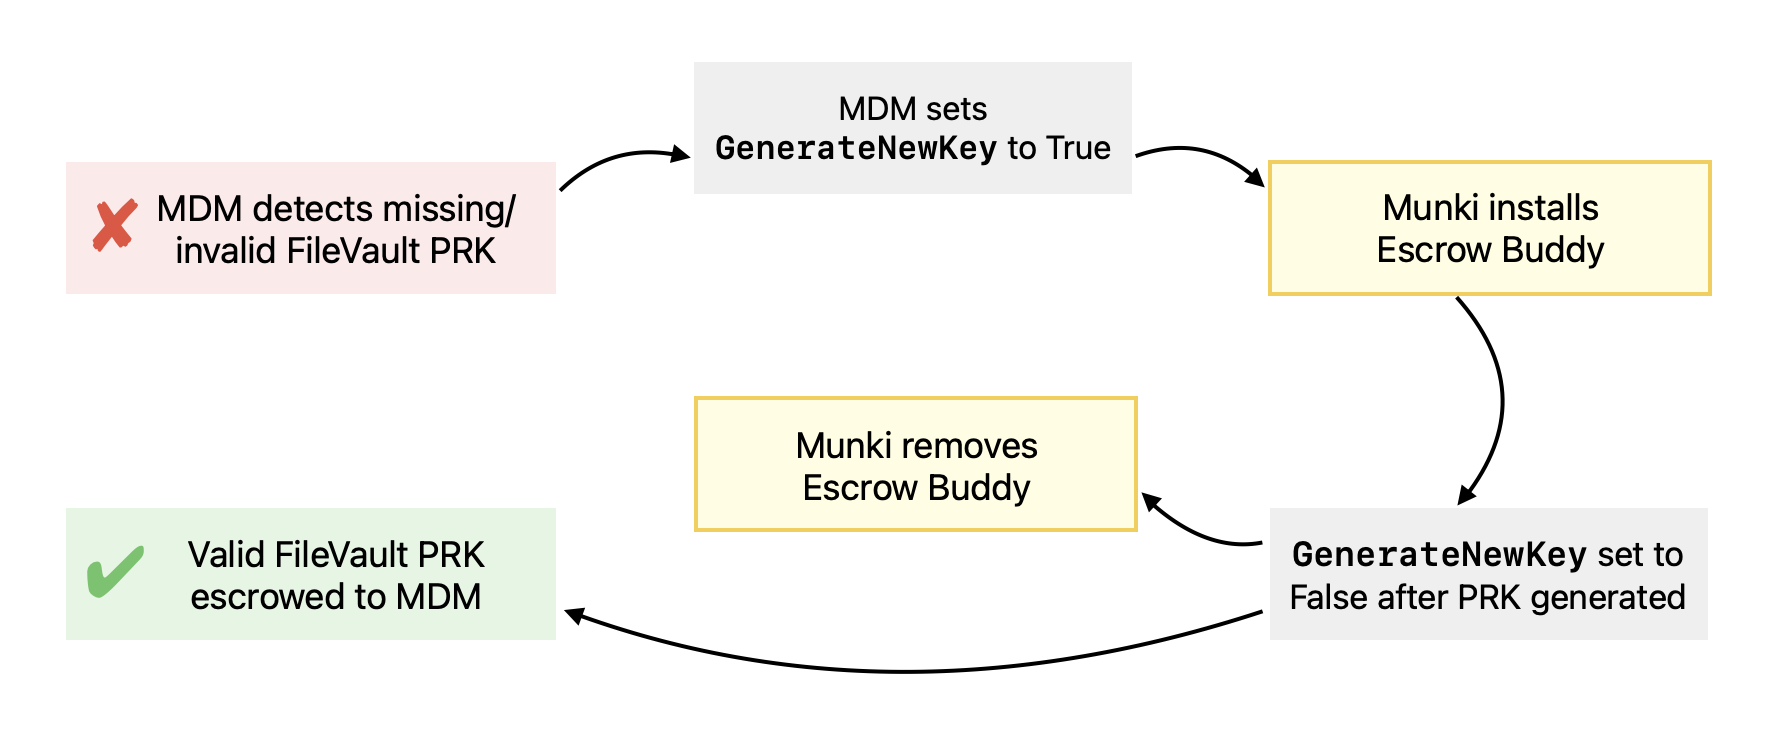 MDM detects missing/
invalid FileVault PRK
MDM sets
GenerateNewKey to True
Munki installs
Escrow Buddy
GenerateNewKey set to
False after PRK generated
Munki removes
Escrow Buddy
Valid FileVault PRK
escrowed to MDM